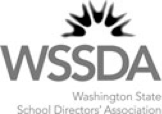 WSSDA
Washington State
School Directors' Association